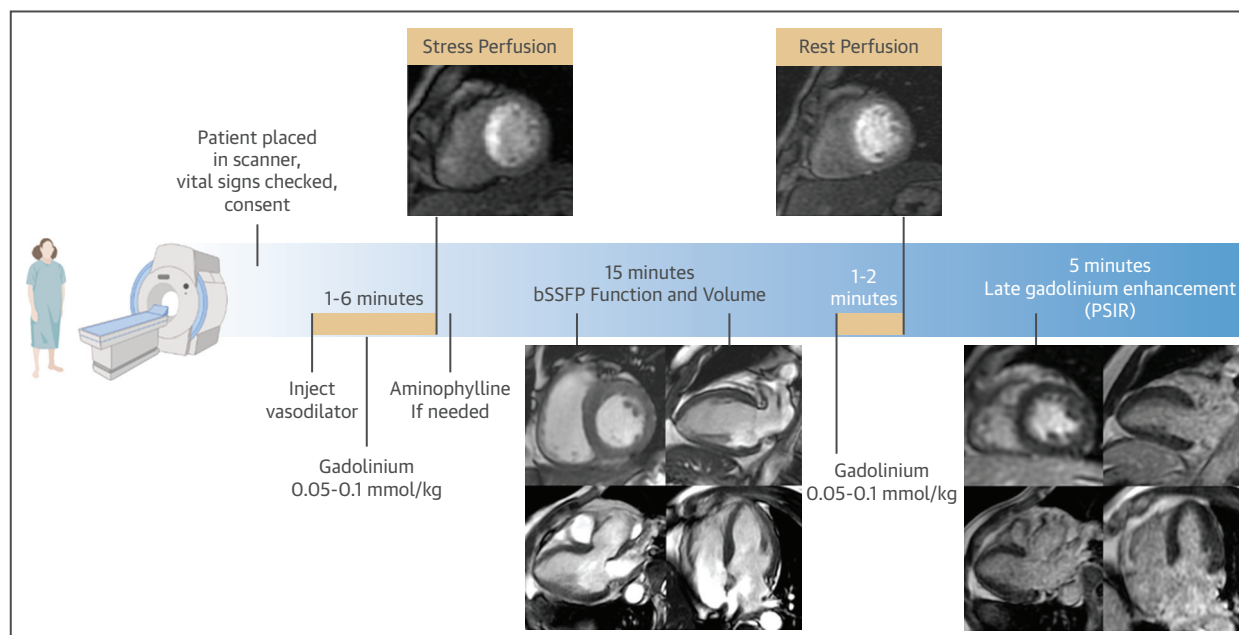 Stress Perfusion
Rest Perfusion
Patient placed
in scanner,
vital signs checked,
consent
1-6 minutes
15 minutes
bSSFP Function and Volume
1-2
minutes
5 minutes
Late gadolinium enhancement
(PSIR)
Inject
vasodilator
Aminophylline
If needed
Gadolinium
0.05-0.1 mmol/kg
Gadolinium
0.05-0.1 mmol/kg